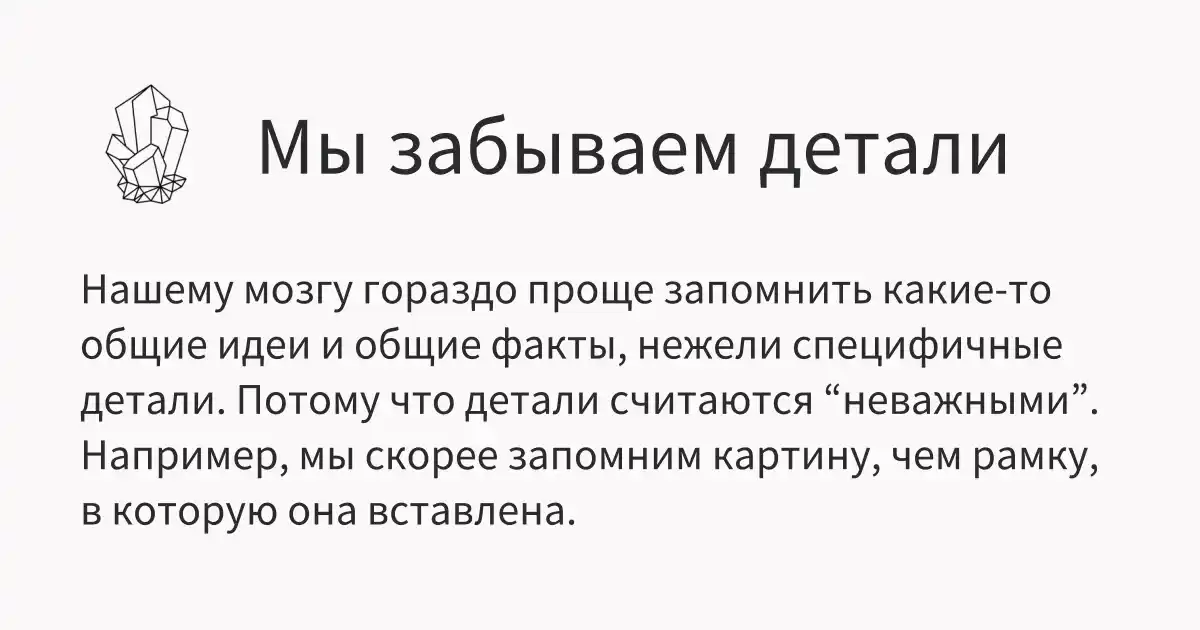 Мы забываем детали
Нашему мозгу гораздо проще запомнить какие-то
общие идеи и общие факты, нежели специфичные
детали. Потому что детали считаются “неважными”.
Например, мы скорее запомним картину, чем рамку,
в которую она вставлена.